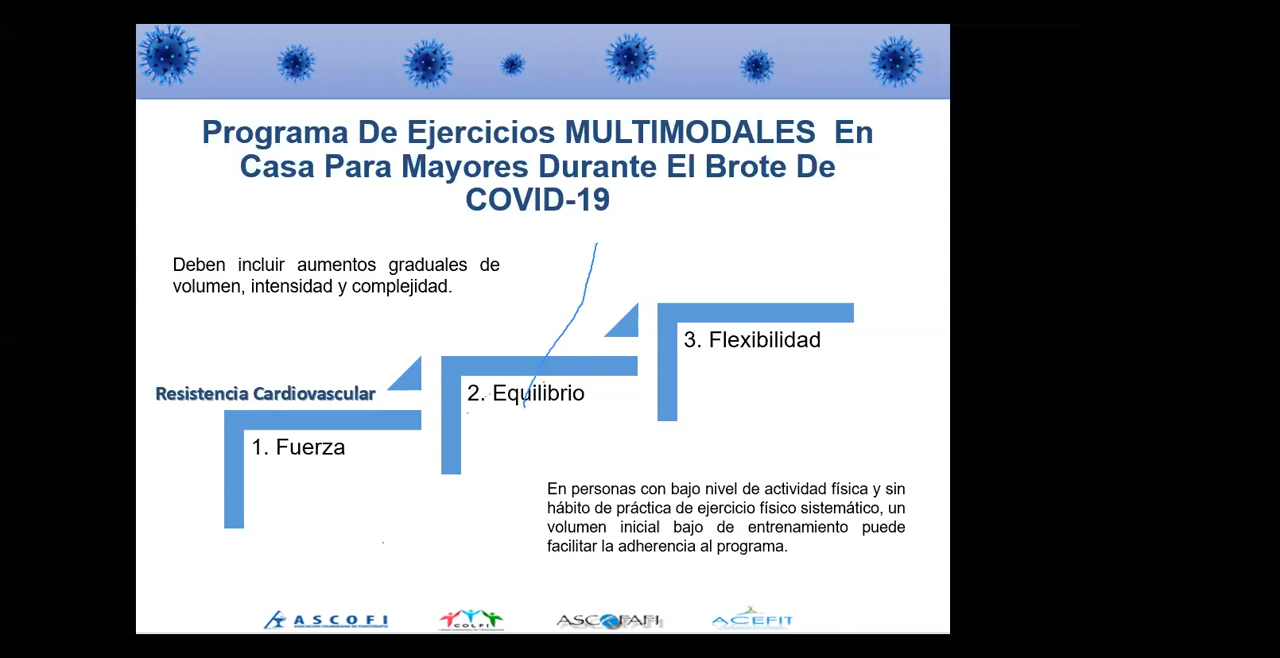 Programa De Ejercicios MULTIMODALES En
Casa Para Mayores Durante El Brote De
COVID-19
Deben incluir aumentos graduales de
volumen, intensidad y complejidad.
3. Flexibilidad
Resistencia Cardiovascular
2. Equilibrio
1. Fuerza
En personas con bajo nivel de actividad física y sin
hábito de práctica de ejercicio físico sistemático, un
volumen inicial bajo de entrenamiento puede
facilitar la adherencia al programa.
ASCOFI
COLFI
ASCOFAFI
ACEFIT